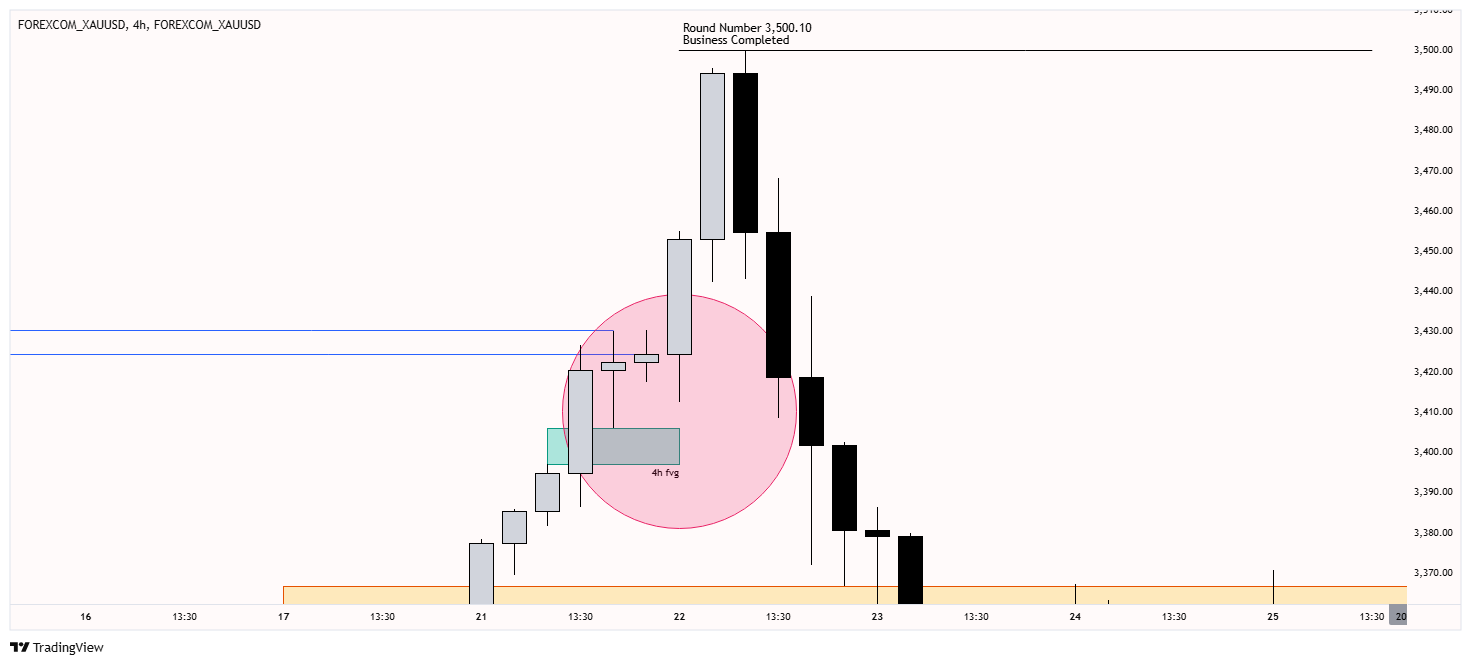 FOREXCOM_XAUUSD, 4h, FOREXCOM_XAUUSD
Round Number 3,500.10
Business Completed
3,510.00
3,500.00
3,490.00
3,480.00
3,470.00
3,460.00
3,450.00
3,440.00
3,430.00
3,420.00
3,410.00
3,400.00
4h fvg
3,390.00
3,380.00
3,370.00
16 13:30 17 13:30 21 13:30 22 13:30 23 13:30 24 13:30 25 13:30 20
TradingView